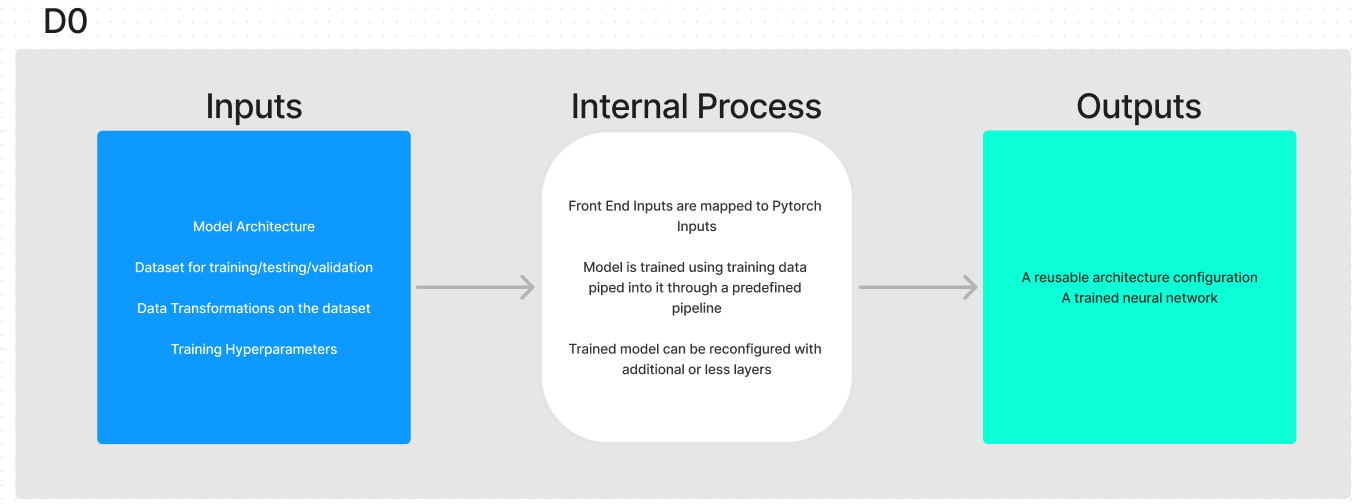 D0
Inputs
Internal Process
Outputs
Model Architecture
Dataset for training/testing/validation
Data Transformations on the dataset
Training Hyperparameters
Front End Inputs are mapped to Pytorch
Inputs
Model is trained using training data
piped into it through a predefined
pipeline
Trained model can be reconfigured with
additional or less layers
A reusable architecture configuration
A trained neural network